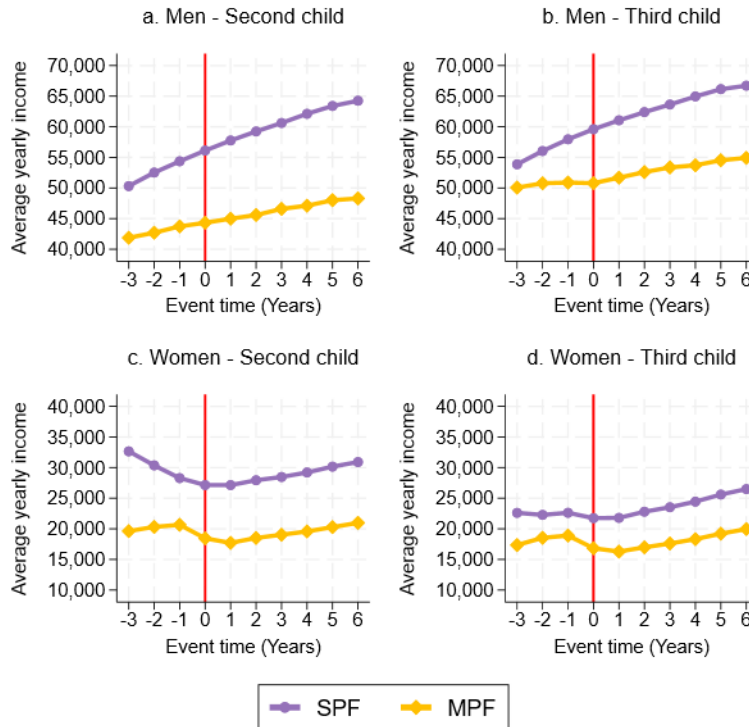 a. Men - Second child
Average yearly income
70,000
65,000
60,000
55,000
50,000
45,000
40,000
-3 -2 -1 0 1 2 3 4 5 6
Event time (Years)
b. Men - Third child
Average yearly income
70,000
65,000
60,000
55,000
50,000
45,000
40,000
-3 -2 -1 0 1 2 3 4 5 6
Event time (Years)
c. Women - Second child
Average yearly income
40,000
35,000
30,000
25,000
20,000
15,000
10,000
-3 -2 -1 0 1 2 3 4 5 6
Event time (Years)
d. Women - Third child
Average yearly income
40,000
35,000
30,000
25,000
20,000
15,000
10,000
-3 -2 -1 0 1 2 3 4 5 6
Event time (Years)
SPF MPF